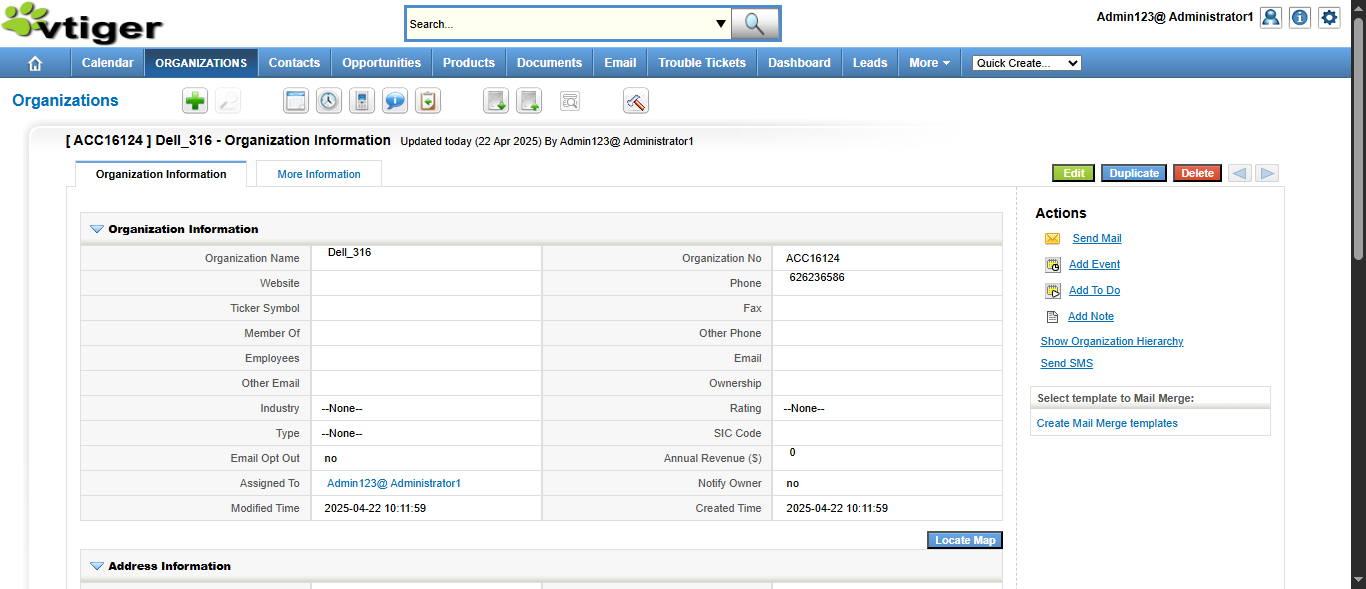 vtiger
Search...
Admin123@ Administrator1
Calendar
ORGANIZATIONS
Contacts
Opportunities
Products
Documents
Email
Trouble Tickets
Dashboard
Leads
More
Quick Create...
Organizations
[ ACC16124 ] Dell_316 - Organization Information Updated today (22 Apr 2025) By Admin123@ Administrator1
Organization Information
More Information
Edit
Duplicate
Delete
Organization Information
Organization Name Dell_316 Organization No ACC16124
Website Phone 626236586
Ticker Symbol Fax
Member Of Other Phone
Employees Email
Other Email Ownership
Industry --None-- Rating --None--
Type --None-- SIC Code
Email Opt Out no Annual Revenue ($) 0
Assigned To Admin123@ Administrator1 Notify Owner no
Modified Time 2025-04-22 10:11:59 Created Time 2025-04-22 10:11:59
Locate Map
Address Information
Actions
Send Mail
Add Event
Add To Do
Add Note
Show Organization Hierarchy
Send SMS
Select template to Mail Merge:
Create Mail Merge templates